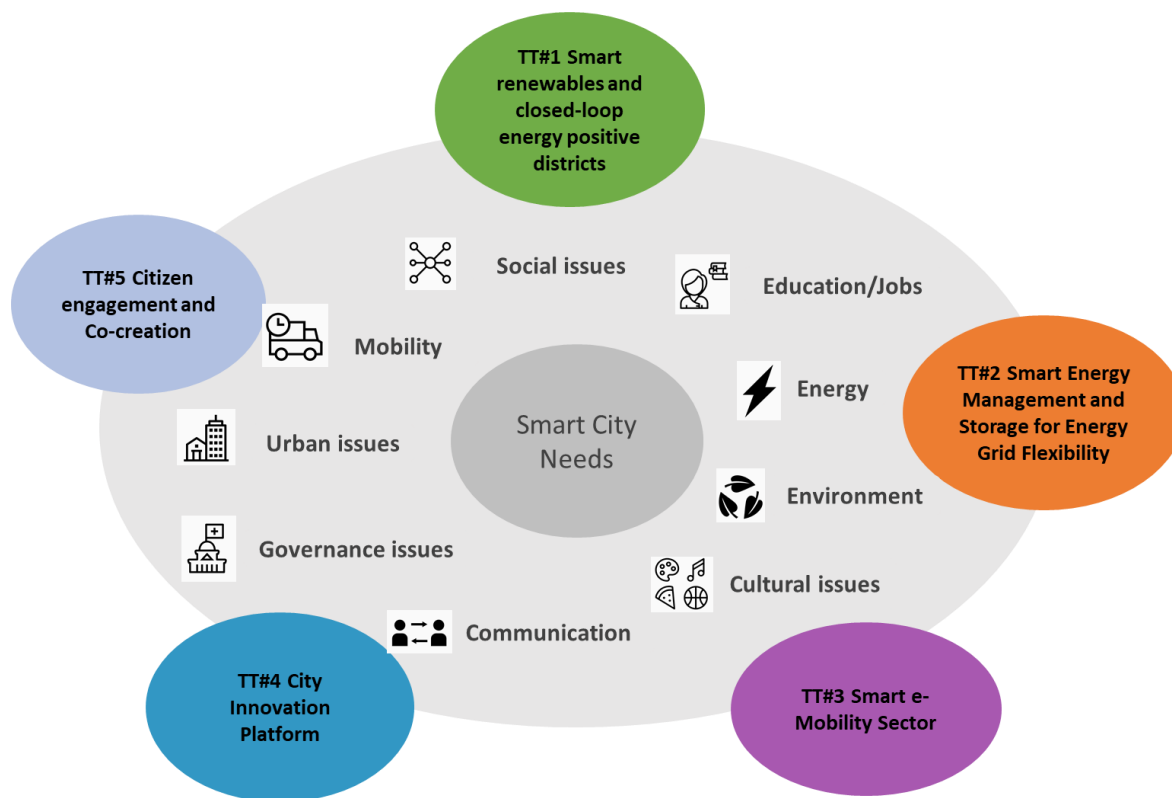 TT#1 Smart
renewables and
closed-loop
energy positive
districts
TT#5 Citizen
engagement and
Co-creation
Social issues
Education/Jobs
Mobility
Energy
TT#2 Smart Energy
Management and
Storage for Energy
Grid Flexibility
Smart City
Needs
Urban issues
Environment
Governance issues
Cultural issues
Communication
TT#4 City
Innovation
Platform
TT#3 Smart e-
Mobility Sector